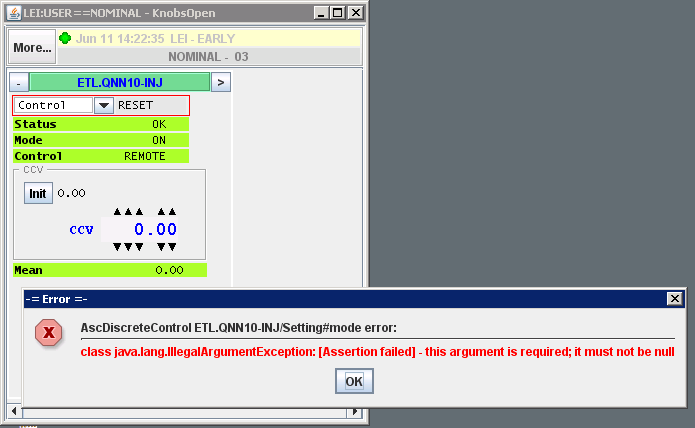 LEI:USER==NOMINAL - KnobsOpen
More...
Jun 11 14:22:35 LEI - EARLY
NOMINAL - 03
-
ETL.QNN10-INJ
>
Control
RESET
Status OK
Mode ON
Control REMOTE
CCV
Init
0.00
CCV 0.00
Mean 0.00
-= Error =-
AscDiscreteControl ETL.QNN10-INJ/Setting#mode error:
class java.lang.IllegalArgumentException: [Assertion failed] - this argument is required; it must not be null
OK